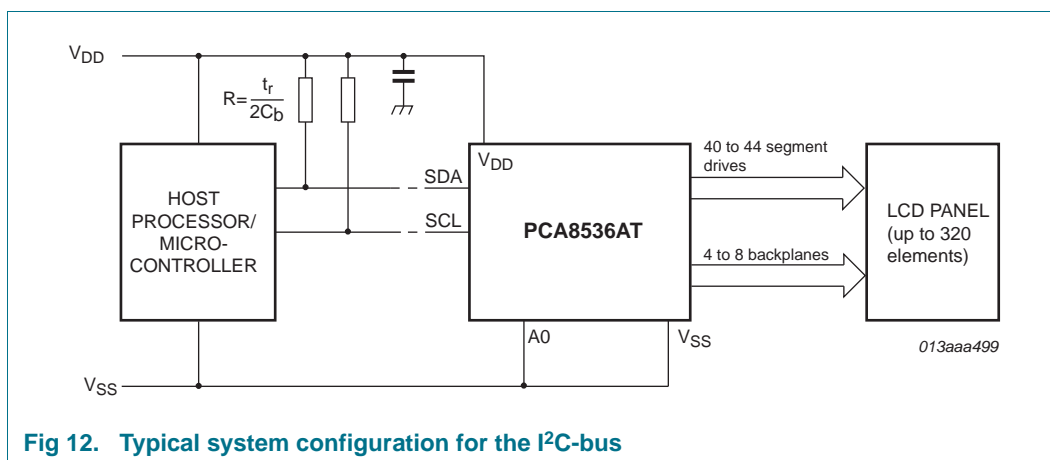 VDD
R= tr
2Cb
HOST
PROCESSOR/
MICRO-
CONTROLLER
SDA
SCL
VDD
PCA8536AT
A0
VSS
40 to 44 segment
drives
4 to 8 backplanes
LCD PANEL
(up to 320
elements)
VSS
013aaa499
Fig 12. Typical system configuration for the I²C-bus